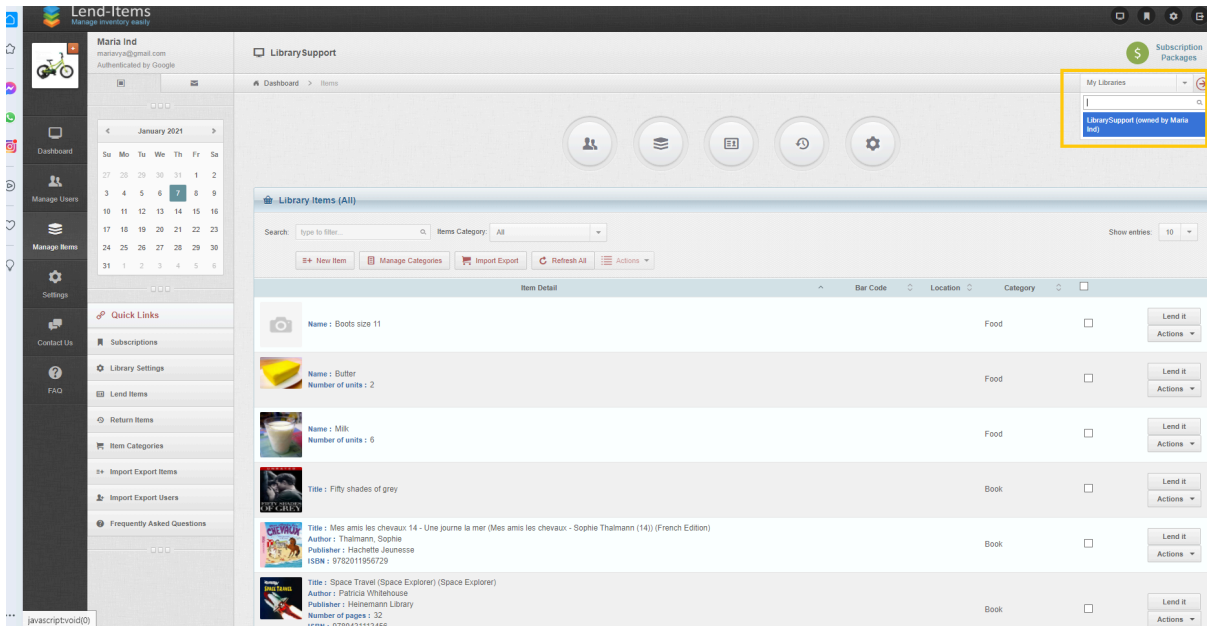 Lend-Items
Manage inventory easily
Maria Ind
mariavya@gmail.com
Authenticated by Google
LibrarySupport
Subscription
Packages
Dashboard > Items
My Libraries
LibrarySupport (owned by Maria
Ind)
Dashboard
Manage Users
Manage Items
Settings
Contact Us
FAQ
January 2021
Su Mo Tu We Th Fr Sa
27 28 29 30 31 1 2
3 4 5 6 7 8 9
10 11 12 13 14 15 16
17 18 19 20 21 22 23
24 25 26 27 28 29 30
31 1 2 3 4 5 6
Quick Links
Subscriptions
Library Settings
Lend Items
Return Items
Item Categories
Import Export Items
Import Export Users
Frequently Asked Questions
Library Items (All)
Search: type to filter... Items Category: All Show entries: 10
New Item Manage Categories Import Export Refresh All Actions
Item Detail Bar Code Location Category
Name : Boots size 11 Food Lend it
Actions
Name : Butter
Number of units : 2 Food Lend it
Actions
Name : Milk
Number of units : 6 Food Lend it
Actions
FIFTY SHADES
OF GREY
Title : Fifty shades of grey Book Lend it
Actions
CHEVAUX
Title : Mes amis les chevaux 14 - Une journe la mer (Mes amis les chevaux - Sophie Thalmann (14)) (French Edition)
Author : Thalmann, Sophie
Publisher : Hachette Jeunesse
ISBN : 9782011956729
Book Lend it
Actions
SPACE TRAVEL
Title : Space Travel (Space Explorer) (Space Explorer)
Author : Patricia Whitehouse
Publisher : Heinemann Library
Number of pages : 32
ISBN : 9780431113456
Book Lend it
Actions
javascript:void(0)